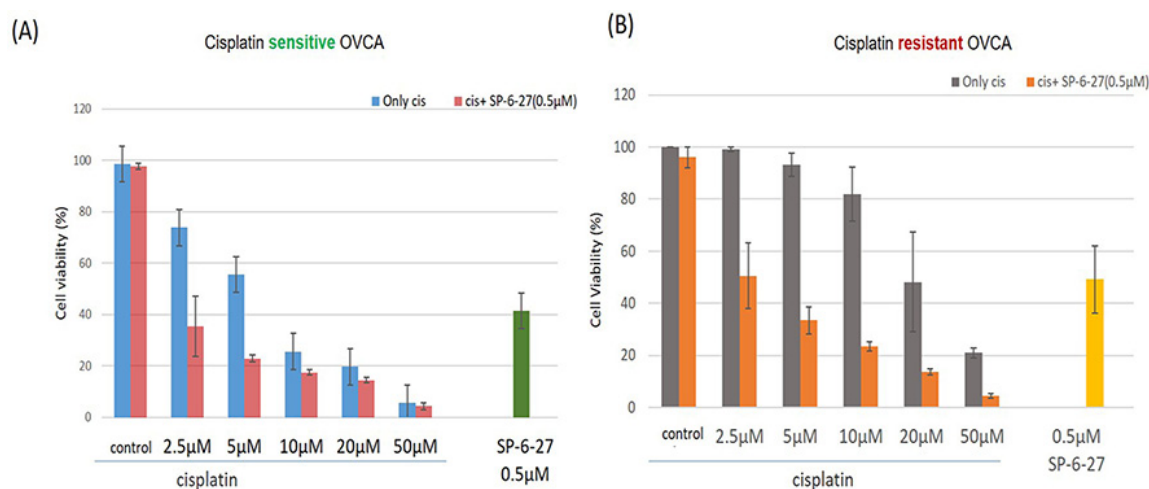 (A)
Cisplatin sensitive OVCA
Only cis
cis+ SP-6-27(0.5µM)
Cell viability (%)
120
100
80
60
40
20
0
control 2.5µM 5µM 10µM 20µM 50µM SP-6-27
0.5µM
cisplatin
(B)
Cisplatin resistant OVCA
Only cis
cis+ SP-6-27(0.5µM)
Cell Viability (%)
120
100
80
60
40
20
0
control 2.5µM 5µM 10µM 20µM 50µM 0.5µM
SP-6-27
cisplatin